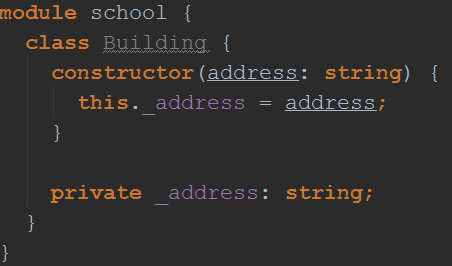 module school {
  class Building {
    constructor(address: string) {
      this._address = address;
    }

    private _address: string;
  }
}